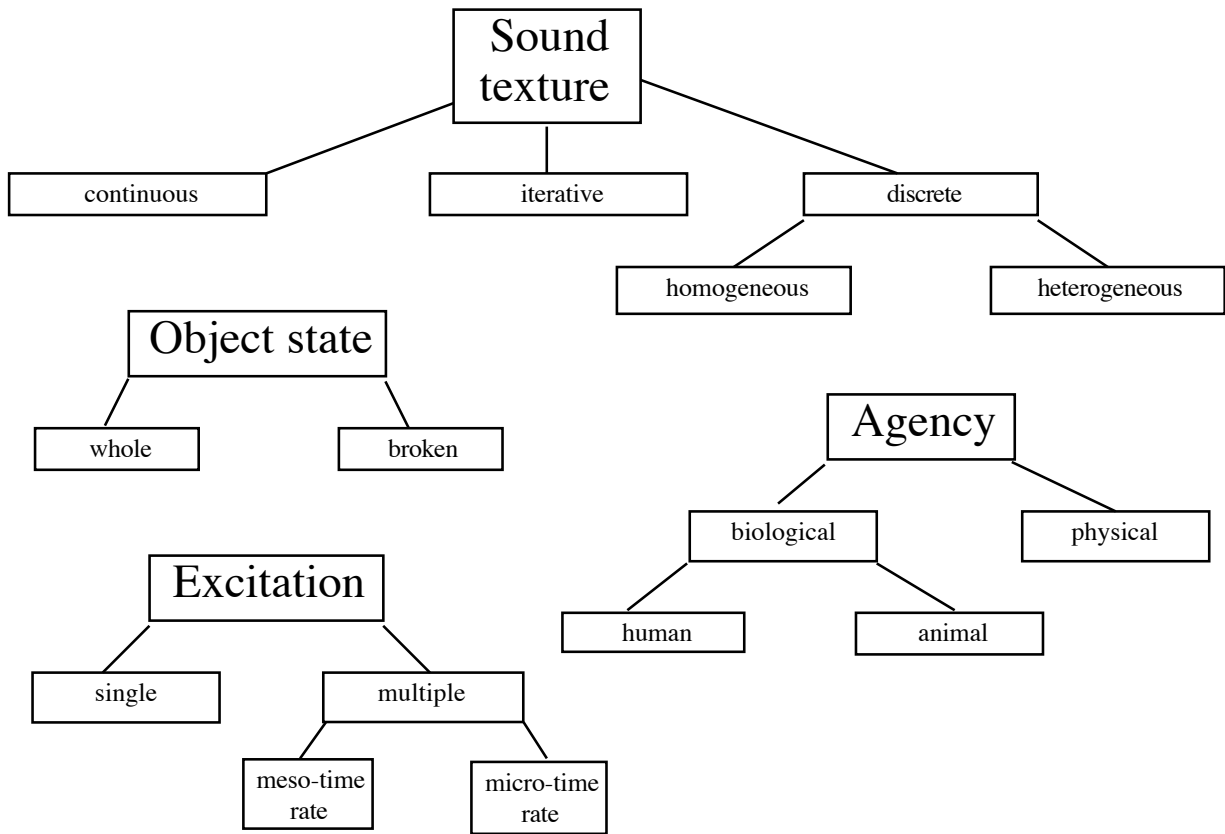 Sound
texture
continuous
iterative
discrete
homogeneous
heterogeneous
Object state
whole
broken
Agency
biological
physical
human
animal
Excitation
single
multiple
meso-time
rate
micro-time
rate